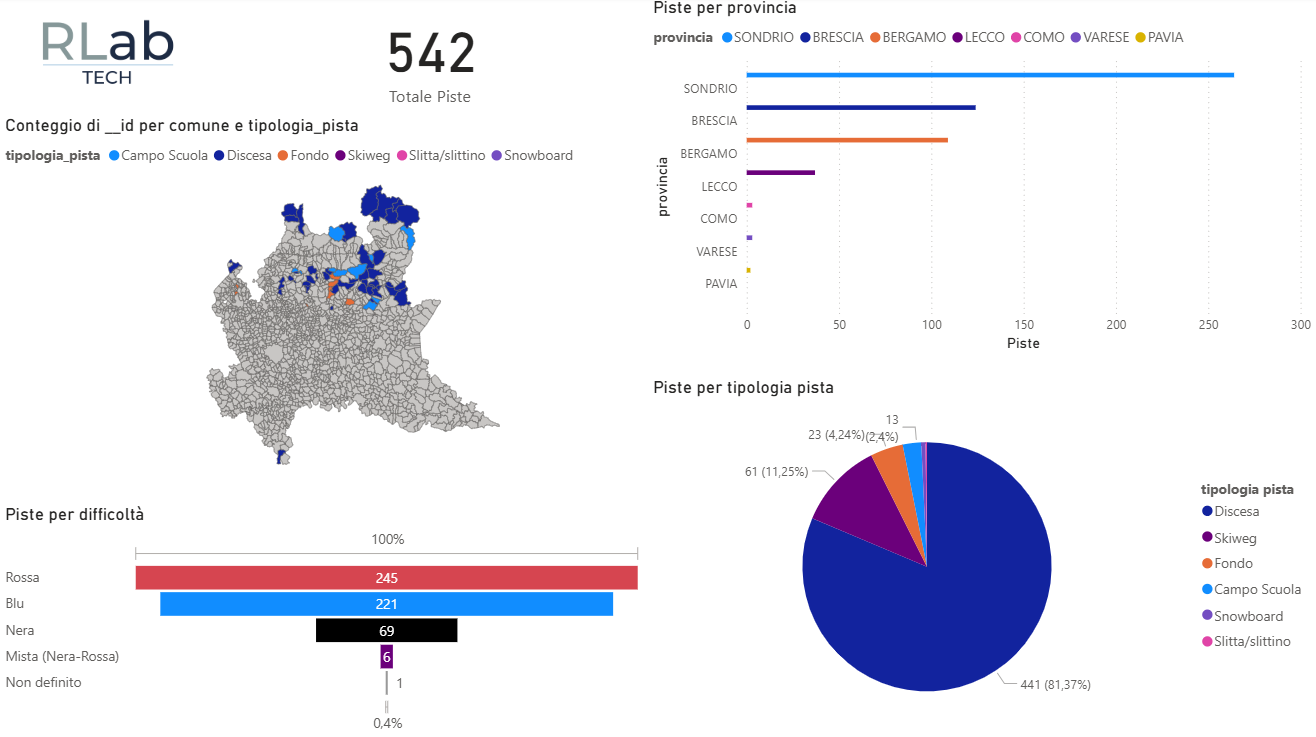 RLab
TECH
542
Totale Piste
Conteggio di __id per comune e tipologia_pista
tipologia_pista Campo Scuola Discesa Fondo Skiweg Slitta/slittino Snowboard
Piste per difficoltà
100%
Rossa 245
Blu 221
Nera 69
Mista (Nera-Rossa) 6
Non definito 1
0,4%
Piste per provincia
provincia SONDRIO BRESCIA BERGAMO LECCO COMO VARESE PAVIA
provincia
SONDRIO
BRESCIA
BERGAMO
LECCO
COMO
VARESE
PAVIA
0 50 100 150 200 250 300
Piste
Piste per tipologia pista
13
(2,4%)
23 (4,24%)
61 (11,25%)
441 (81,37%)
tipologia pista
Discesa
Skiweg
Fondo
Campo Scuola
Snowboard
Slitta/slittino